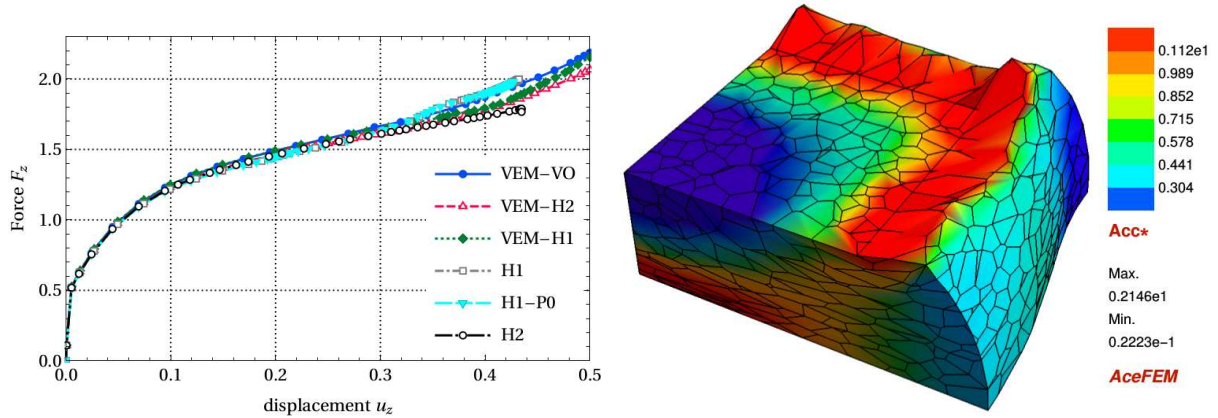 2.0
1.5
1.0
0.5
0.0
Force F_z
0.0 0.1 0.2 0.3 0.4 0.5
displacement u_z
VEM–VO
VEM–H2
VEM–H1
H1
H1–P0
H2
0.112e1
0.989
0.852
0.715
0.578
0.441
0.304
Acc*
Max.
0.2146e1
Min.
0.2223e−1
AceFEM